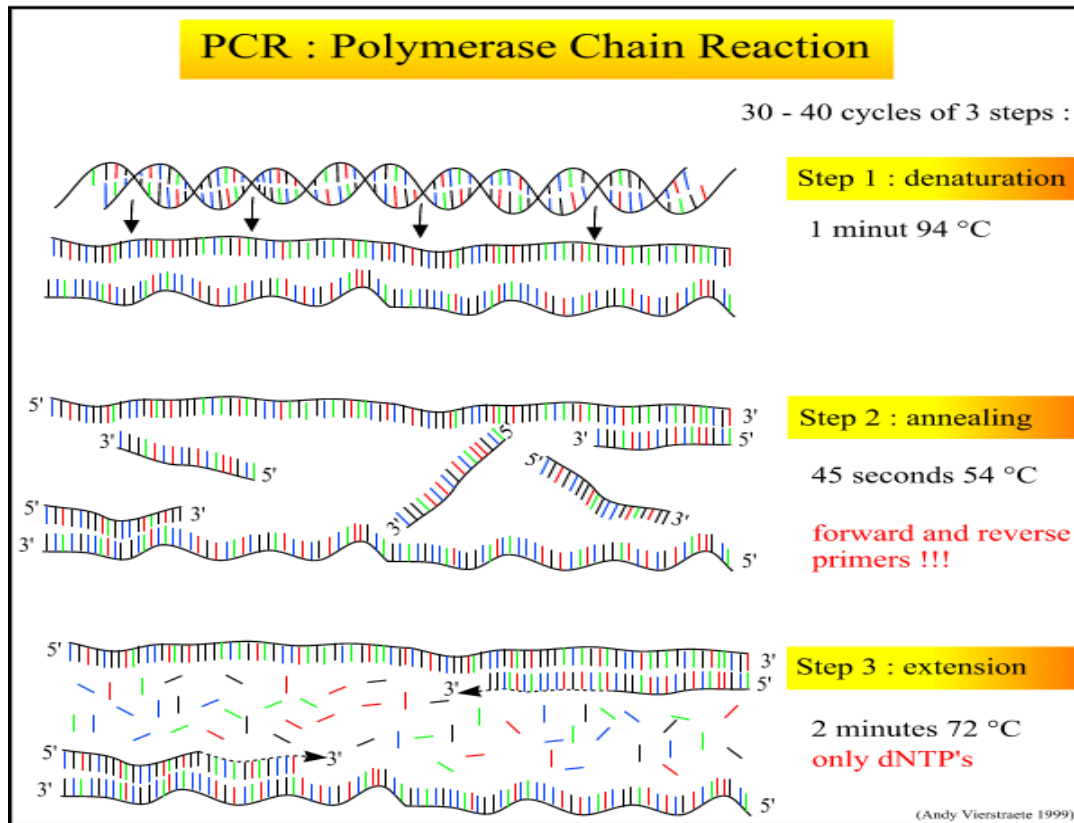 PCR : Polymerase Chain Reaction
30 - 40 cycles of 3 steps :
Step 1 : denaturation
1 minut 94 °C
5'
3'
Step 2 : annealing
3'
5'
5'
3'
5'
45 seconds 54 °C
5'
3'
3'
3'
5'
forward and reverse
primers !!!
3'
5'
5'
3'
Step 3 : extension
3'
5'
2 minutes 72 °C
5'
3'
only dNTP's
3'
5'
(Andy Vierstraete 1999)